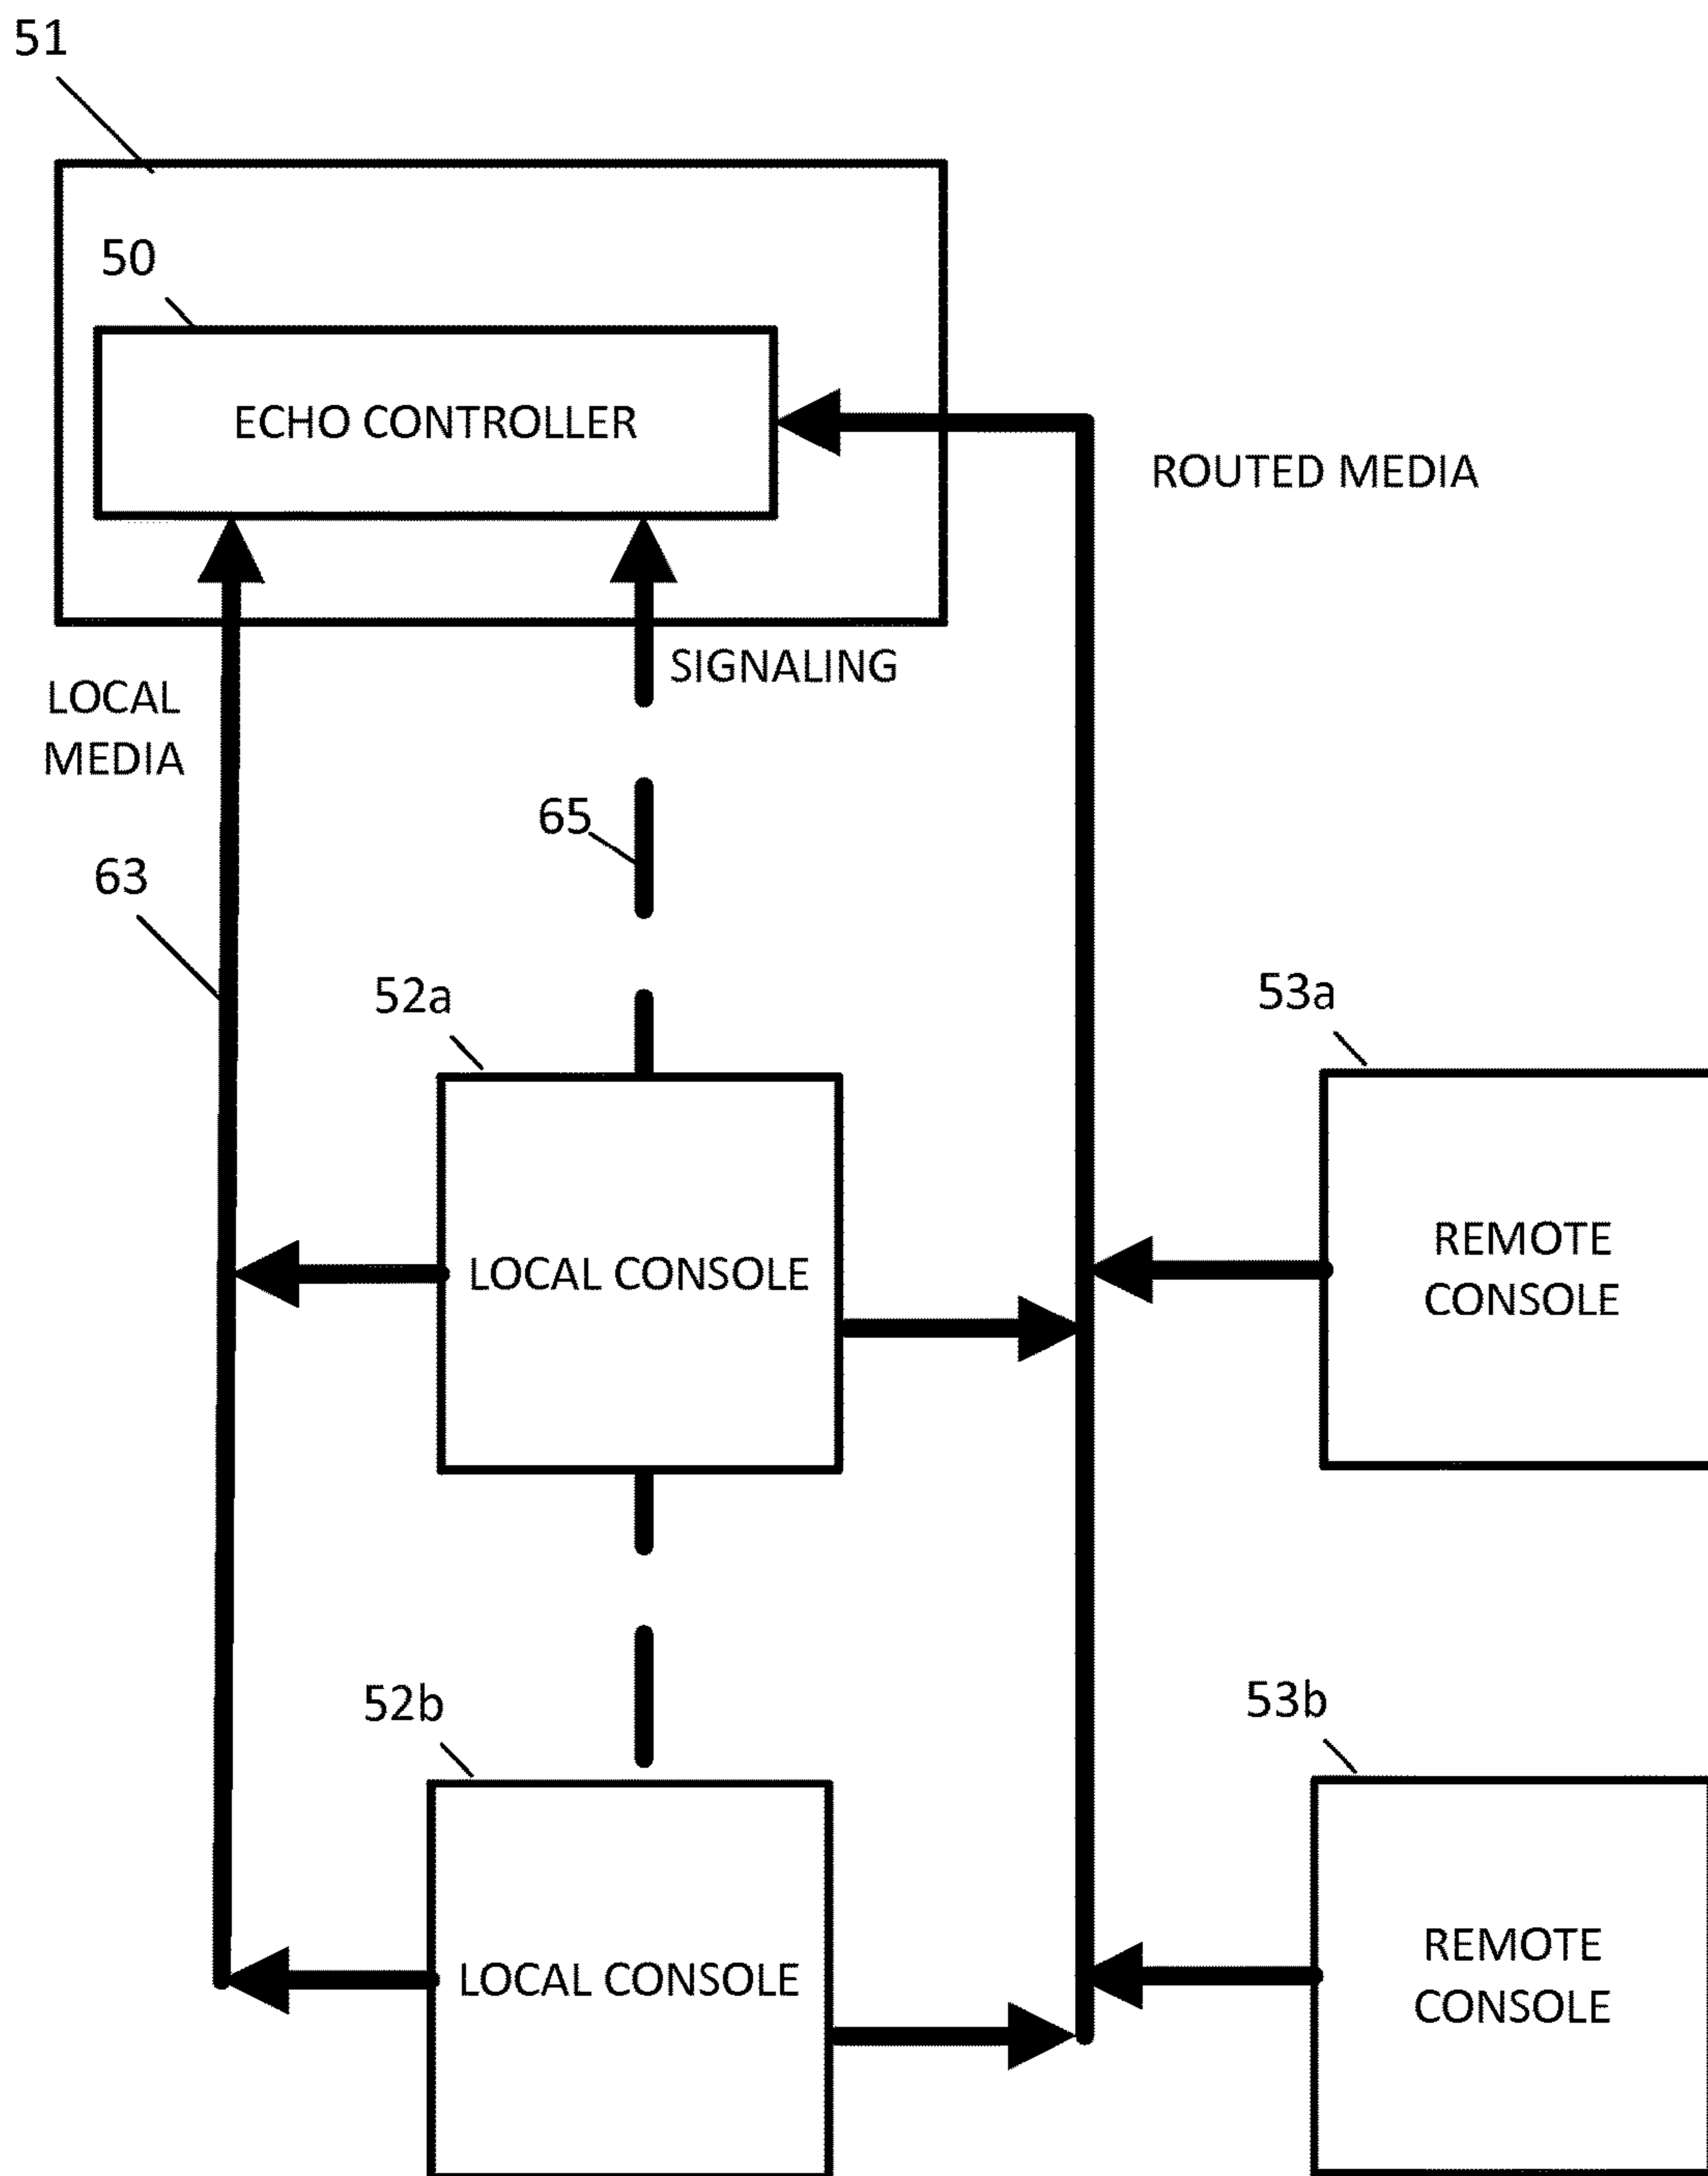 51
50
ECHO CONTROLLER
ROUTED MEDIA
SIGNALING
LOCAL
MEDIA
65
63
52a
53a
LOCAL CONSOLE
REMOTE
CONSOLE
52b
53b
LOCAL CONSOLE
REMOTE
CONSOLE